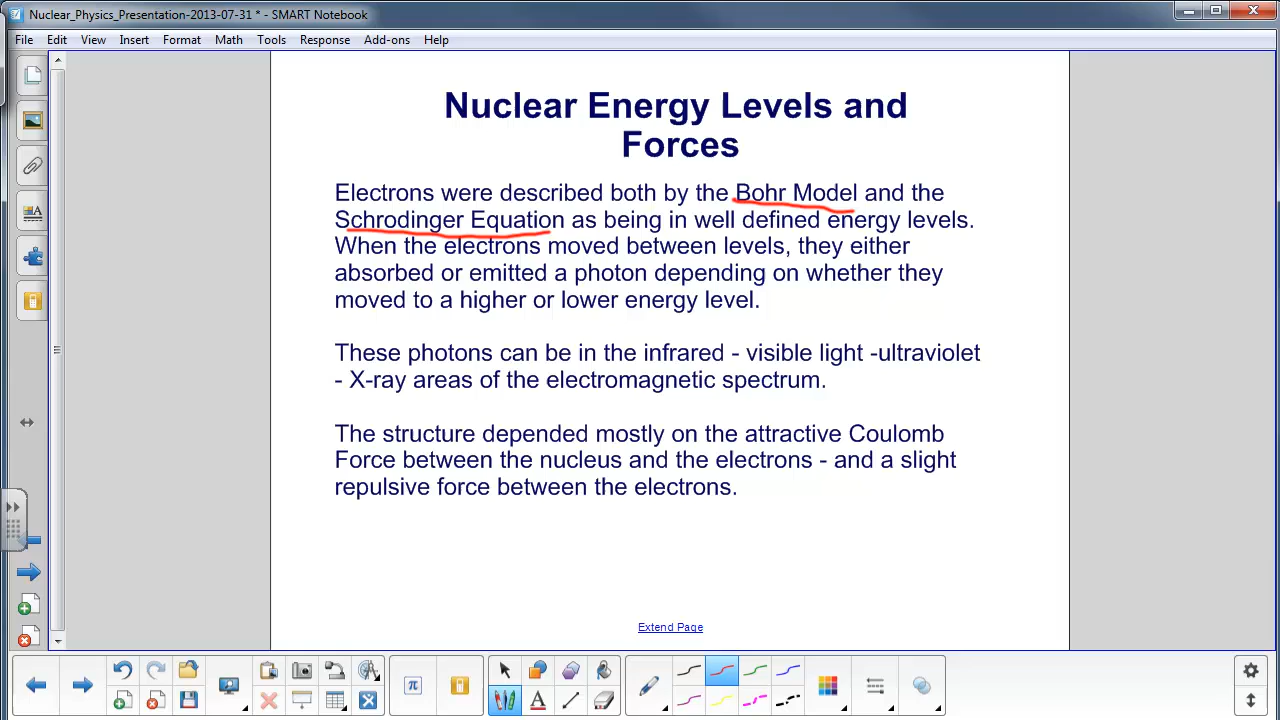 Nuclear_Physics_Presentation-2013-07-31 * - SMART Notebook
File Edit View Insert Format Math Tools Response Add-ons Help
Nuclear Energy Levels and
Forces
Electrons were described both by the Bohr Model and the
Schrodinger Equation as being in well defined energy levels.
When the electrons moved between levels, they either
absorbed or emitted a photon depending on whether they
moved to a higher or lower energy level.
These photons can be in the infrared - visible light -ultraviolet
- X-ray areas of the electromagnetic spectrum.
The structure depended mostly on the attractive Coulomb
Force between the nucleus and the electrons - and a slight
repulsive force between the electrons.
Extend Page